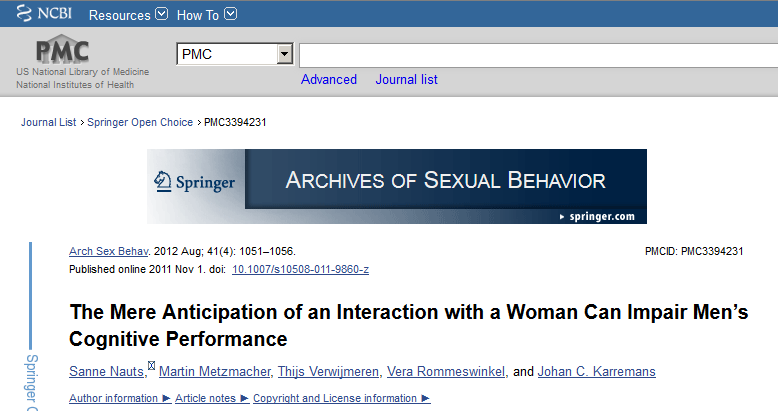 NCBI Resources How To
PMC
PMC
US National Library of Medicine
National Institutes of Health
Advanced Journal list
Journal List > Springer Open Choice > PMC3394231
Springer
ARCHIVES OF SEXUAL BEHAVIOR
springer.com
Arch Sex Behav. 2012 Aug; 41(4): 1051–1056.
PMCID: PMC3394231
Published online 2011 Nov 1. doi: 10.1007/s10508-011-9860-z
The Mere Anticipation of an Interaction with a Woman Can Impair Men’s
Cognitive Performance
Sanne Nauts, Martin Metzmacher, Thijs Verwijmeren, Vera Rommeswinkel, and Johan C. Karremans
Author information ► Article notes ► Copyright and License information ►
Springer